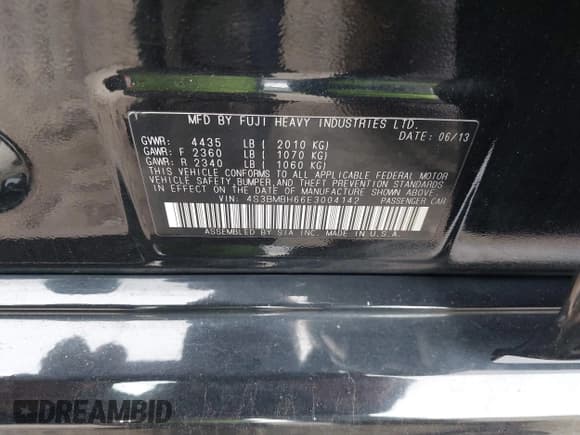 MFD BY FUJI HEAVY INDUSTRIES LTD.
DATE: 06/13
GVWR: 4435 LB ( 2010 KG)
GAWR: F 2360 LB ( 1070 KG)
GAWR: R 2340 LB ( 1060 KG)
THIS VEHICLE CONFORMS TO ALL APPLICABLE FEDERAL MOTOR
VEHICLE SAFETY, BUMPER, AND THEFT PREVENTION STANDARDS
IN EFFECT ON THE DATE OF MANUFACTURE SHOWN ABOVE.
VIN: 4S3BMBH66E3004142 PASSENGER CAR
ASSEMBLED BY SIA INC. MADE IN U.S.A.
DREAMBID